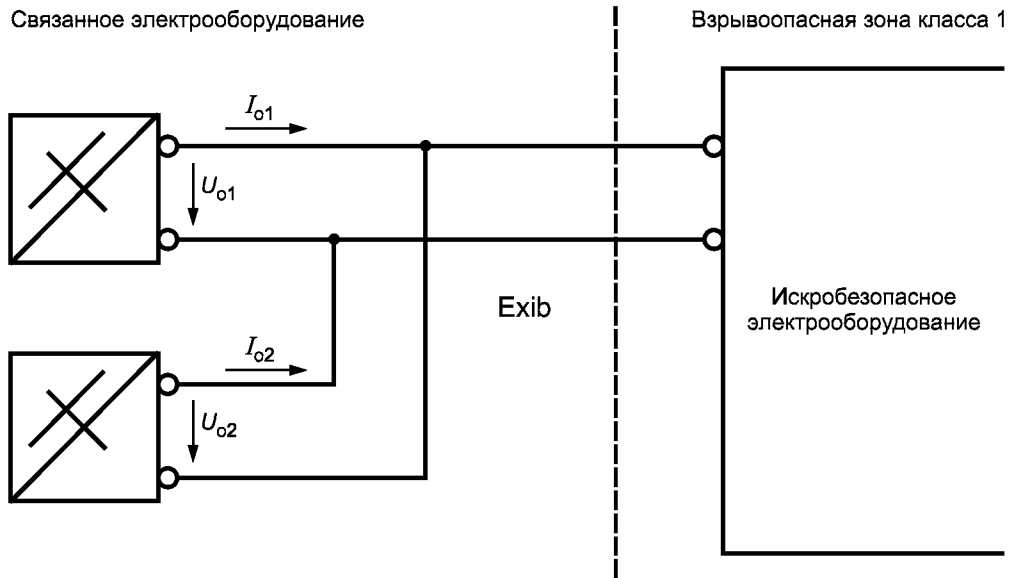 Связанное электрооборудование
Взрывоопасная зона класса 1
Io1
Uo1
Exib
Искробезопасное
электрооборудование
Io2
Uo2